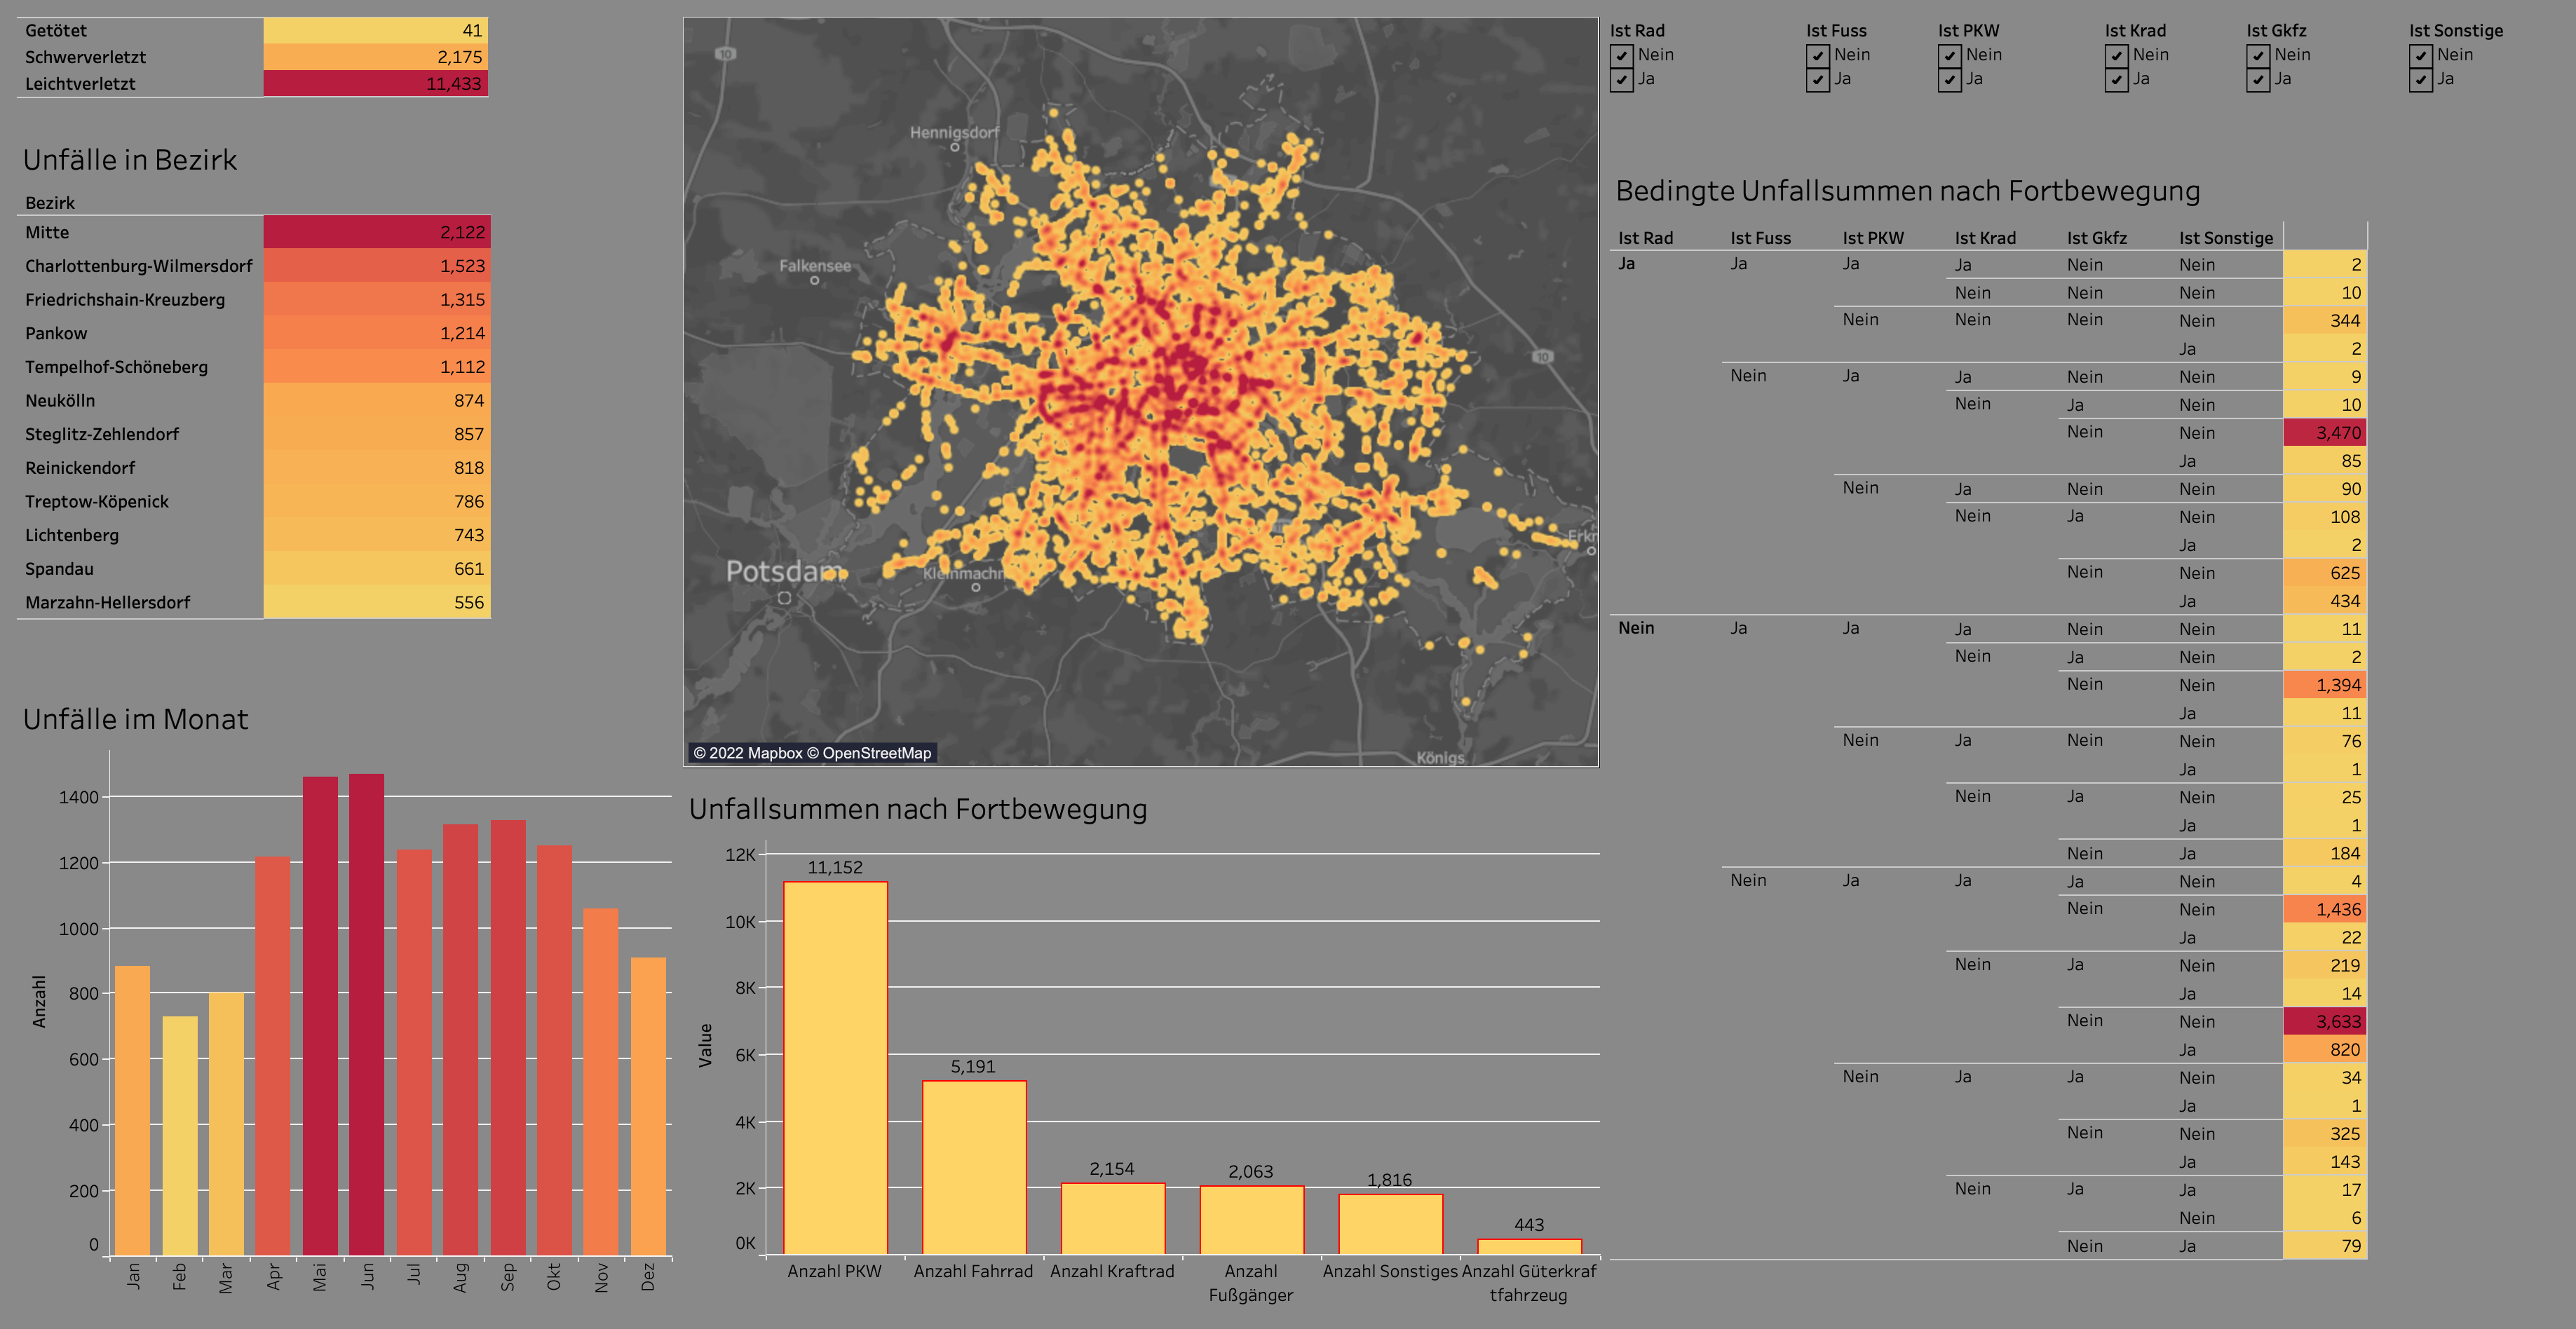 Getötet 41
Schwerverletzt 2,175
Leichtverletzt 11,433
Unfälle in Bezirk
Bezirk
Mitte 2,122
Charlottenburg-Wilmersdorf 1,523
Friedrichshain-Kreuzberg 1,315
Pankow 1,214
Tempelhof-Schöneberg 1,112
Neukölln 874
Steglitz-Zehlendorf 857
Reinickendorf 818
Treptow-Köpenick 786
Lichtenberg 743
Spandau 661
Marzahn-Hellersdorf 556
Unfälle im Monat
Anzahl
1400
1200
1000
800
600
400
200
0
Jan Feb Mar Apr Mai Jun Jul Aug Sep Okt Nov Dez
10
Hennigsdorf
Falkensee
10
Potsdam
Kleinmachn
Erkn
Königs
© 2022 Mapbox © OpenStreetMap
Unfallsummen nach Fortbewegung
Value
12K
10K
8K
6K
4K
2K
0K
11,152
5,191
2,154
2,063
1,816
443
Anzahl PKW Anzahl Fahrrad Anzahl Kraftrad Anzahl Fußgänger Anzahl Sonstiges Anzahl Güterkraf
tfahrzeug
Ist Rad Ist Fuss Ist PKW Ist Krad Ist Gkfz Ist Sonstige
Nein Nein Nein Nein Nein Nein
Ja Ja Ja Ja Ja Ja
Bedingte Unfallsummen nach Fortbewegung
Ist Rad Ist Fuss Ist PKW Ist Krad Ist Gkfz Ist Sonstige
Ja Ja Ja Ja Nein Nein 2
Nein Nein Nein 10
Nein Nein Nein Nein 344
Ja 2
Nein Ja Ja Nein Nein 9
Nein Ja Nein 10
Nein Nein 3,470
Ja 85
Nein Ja Nein Nein 90
Nein Ja Nein 108
Ja 2
Nein Nein 625
Ja 434
Nein Ja Ja Ja Nein Nein 11
Nein Ja Nein 2
Nein Nein 1,394
Ja 11
Nein Ja Nein Nein 76
Ja 1
Nein Ja Nein 25
Ja 1
Nein Ja 184
Nein Ja Ja Ja Nein 4
Nein Nein 1,436
Ja 22
Nein Ja Nein 219
Ja 14
Nein Nein 3,633
Ja 820
Nein Ja Ja Nein 34
Ja 1
Nein Nein 325
Ja 143
Nein Ja Ja 17
Nein 6
Nein Ja 79